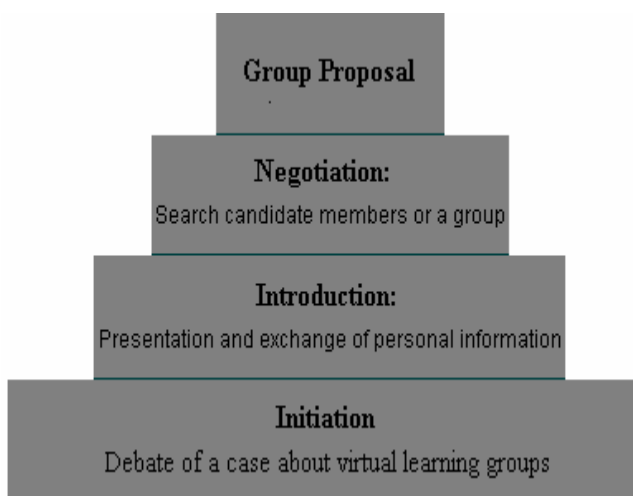 Group Proposal
Negotiation:
Search candidate members or a group
Introduction:
Presentation and exchange of personal information
Initiation
Debate of a case about virtual learning groups